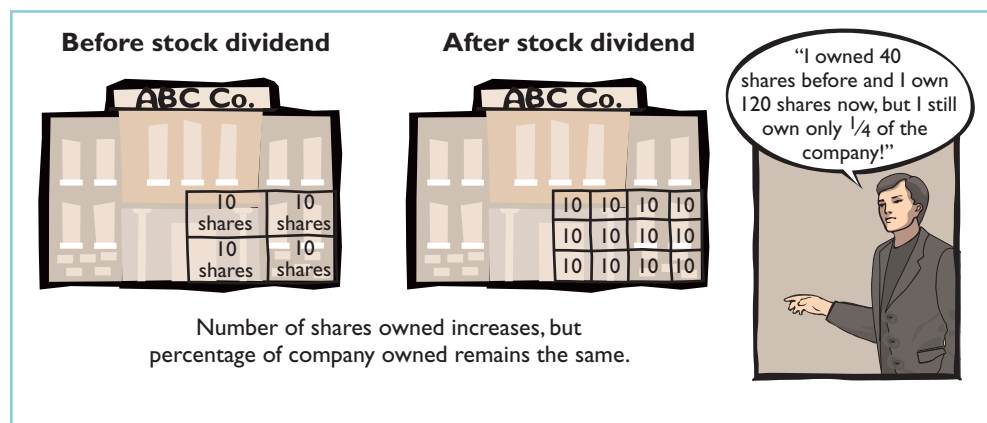 Before stock dividend
ABC Co.
10
shares
10
shares
10
shares
10
shares
After stock dividend
ABC Co.
10 10 10 10
10 10 10 10
10 10 10 10
"I owned 40
shares before and I own
120 shares now, but I still
own only 1/4 of the
company!"
Number of shares owned increases, but
percentage of company owned remains the same.